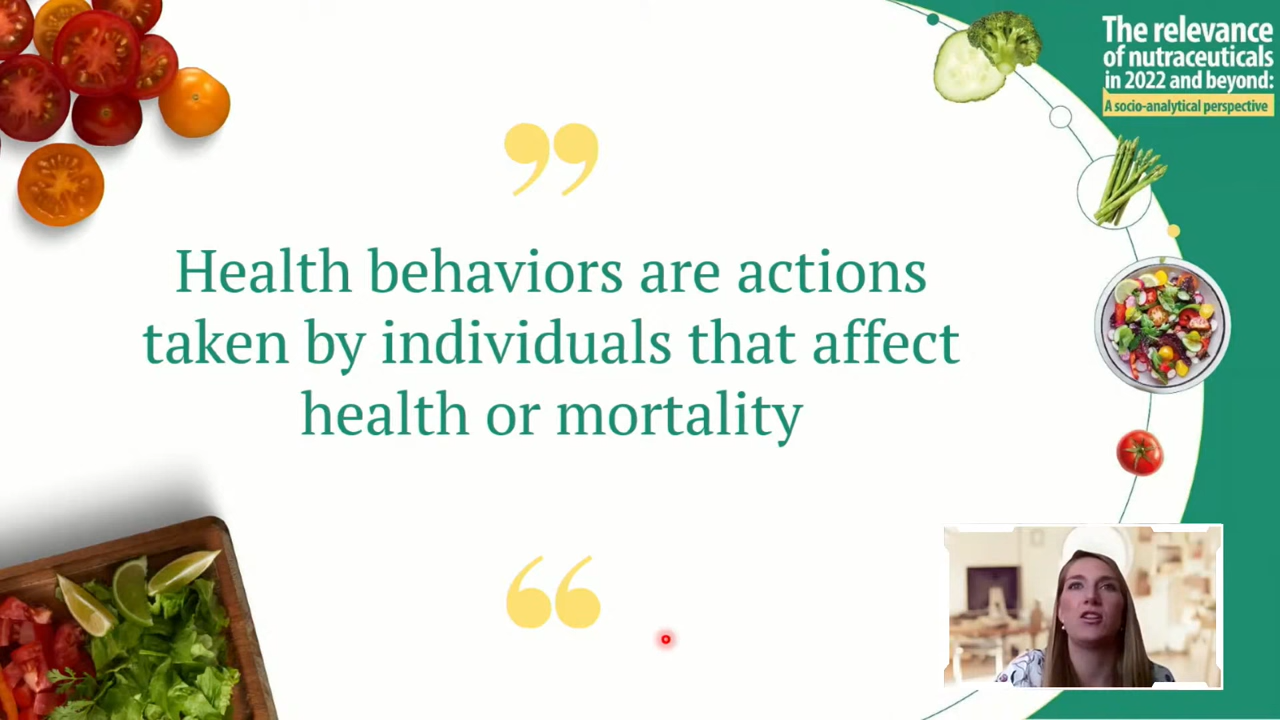 The relevance
of nutraceuticals
in 2022 and beyond:
A socio-analytical perspective
”
Health behaviors are actions
taken by individuals that affect
health or mortality
“